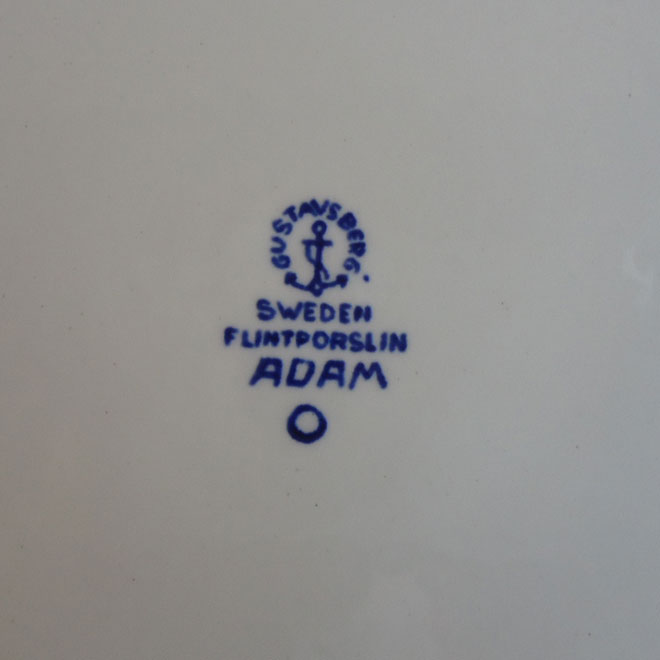 GUSTAVSBERG.
SWEDEN
FLINTPORSLIN
ADAM
O